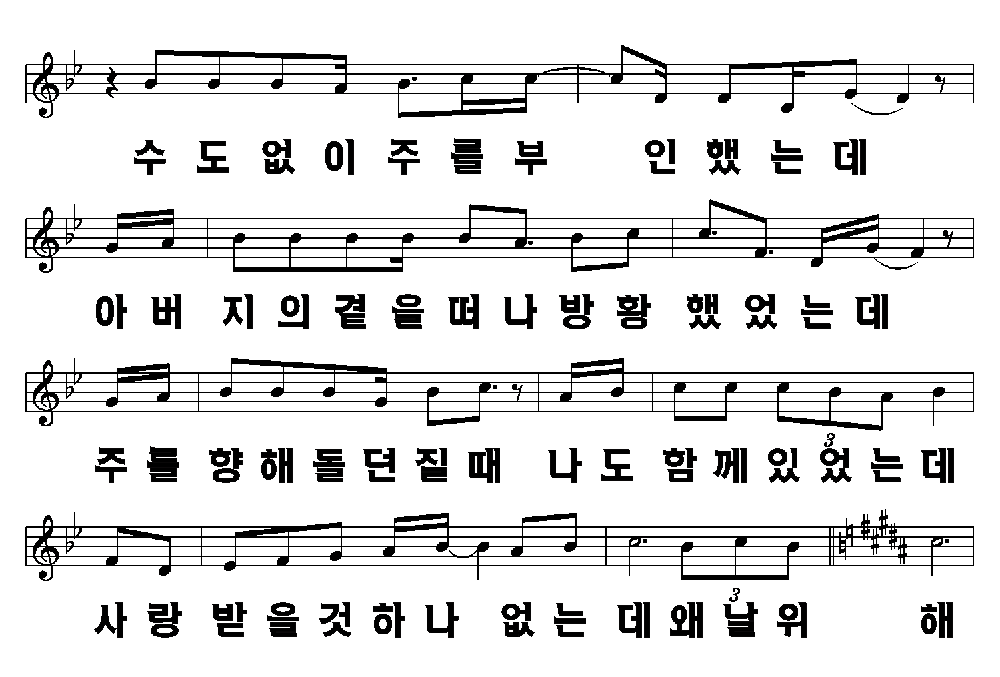 수도없이주를부 인했는데
아버 지의곁을떠나방황 했었는데
주를 향해돌던질때 나도 함께있었는데
사랑 받을것하나 없는 데왜날위 해